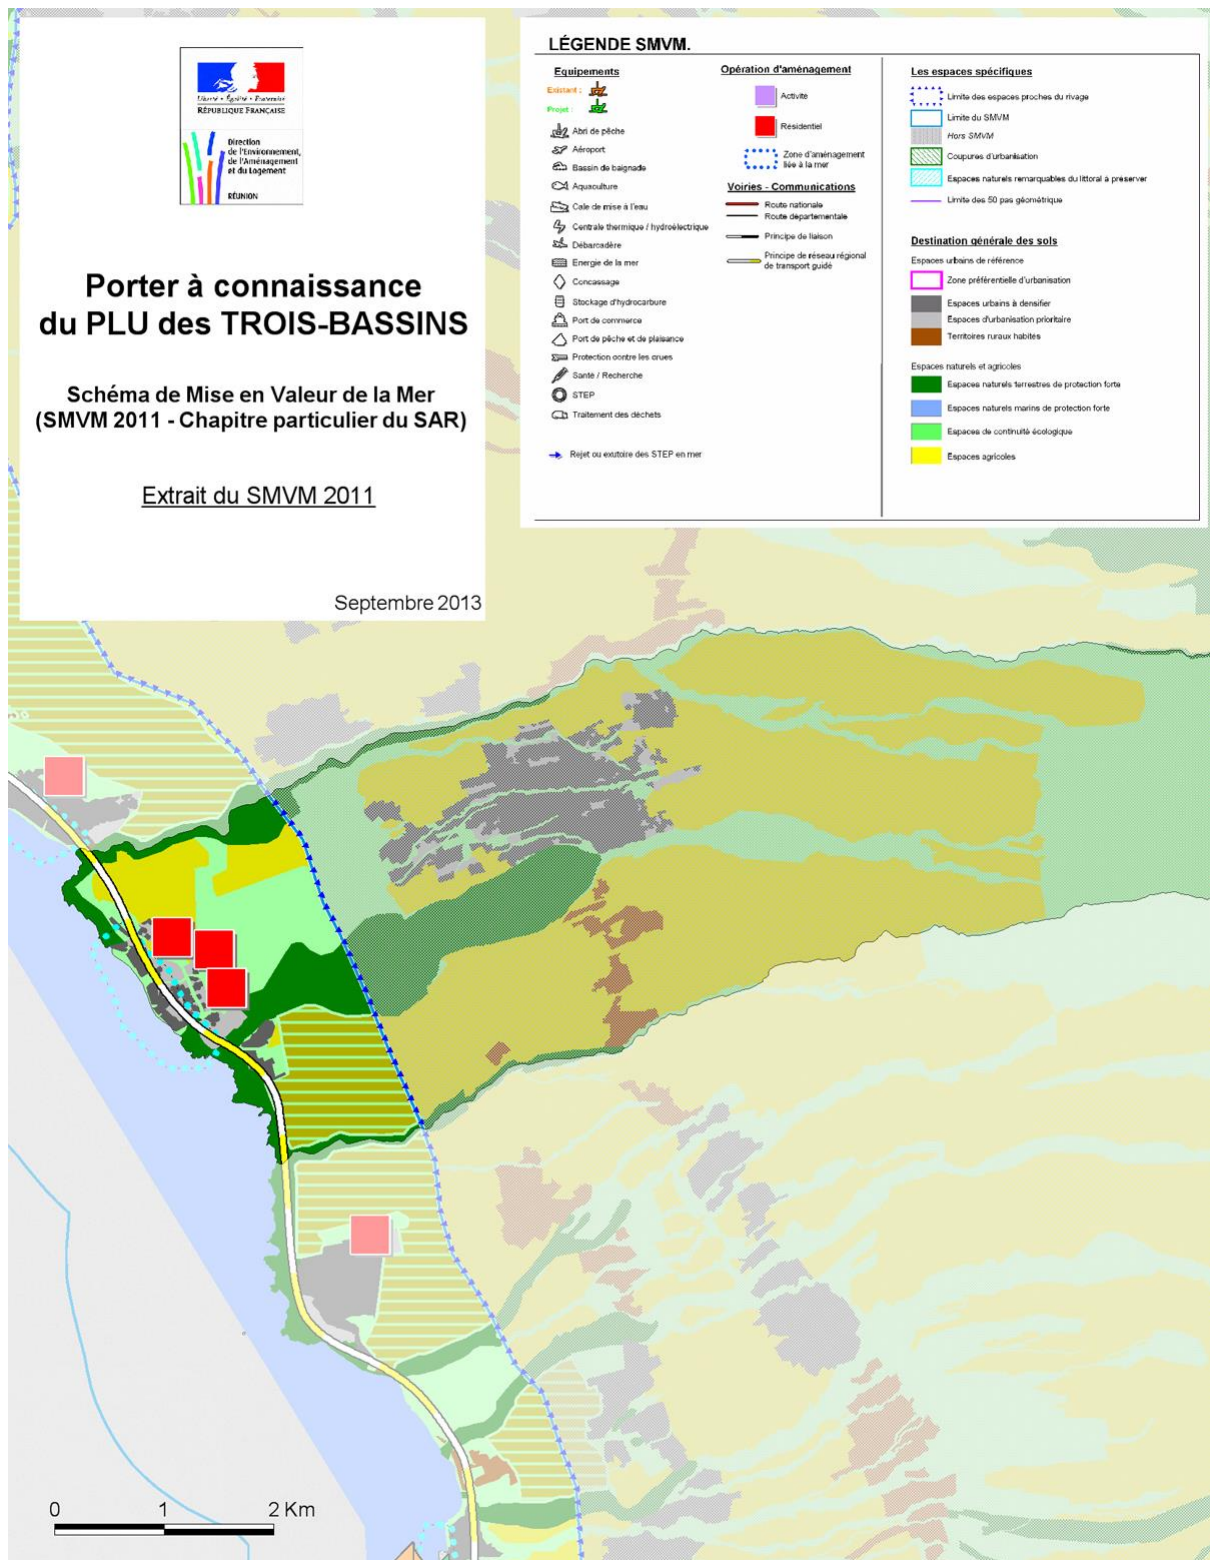 Liberté • Égalité • Fraternité
RÉPUBLIQUE FRANÇAISE
Direction
de l'Environnement,
de l'Aménagement
et du Logement
RÉUNION
Porter à connaissance
du PLU des TROIS-BASSINS
Schéma de Mise en Valeur de la Mer
(SMVM 2011 - Chapitre particulier du SAR)
Extrait du SMVM 2011
Septembre 2013
LÉGENDE SMVM.
Equipements
Existant :
Projet :
Abri de pêche
Aéroport
Bassin de baignade
Aquaculture
Cale de mise à l'eau
Centrale thermique / hydroélectrique
Débarcadère
Energie de la mer
Concassage
Stockage d'hydrocarbure
Port de commerce
Port de pêche et de plaisance
Protection contre les crues
Santé / Recherche
STEP
Traitement des déchets
Rejet ou exutoire des STEP en mer
Opération d'aménagement
Activité
Résidentiel
Zone d'aménagement
liée à la mer
Voiries - Communications
Route nationale
Route départementale
Principe de liaison
Principe de réseau régional
de transport guidé
Les espaces spécifiques
Limite des espaces proches du rivage
Limite du SMVM
Hors SMVM
Coupures d'urbanisation
Espaces naturels remarquables du littoral à préserver
Limite des 50 pas géométrique
Destination générale des sols
Espaces urbains de référence
Zone préférentielle d'urbanisation
Espaces urbains à densifier
Espaces d'urbanisation prioritaire
Territoires ruraux habités
Espaces naturels et agricoles
Espaces naturels terrestres de protection forte
Espaces naturels marins de protection forte
Espaces de continuité écologique
Espaces agricoles
0 1 2 Km